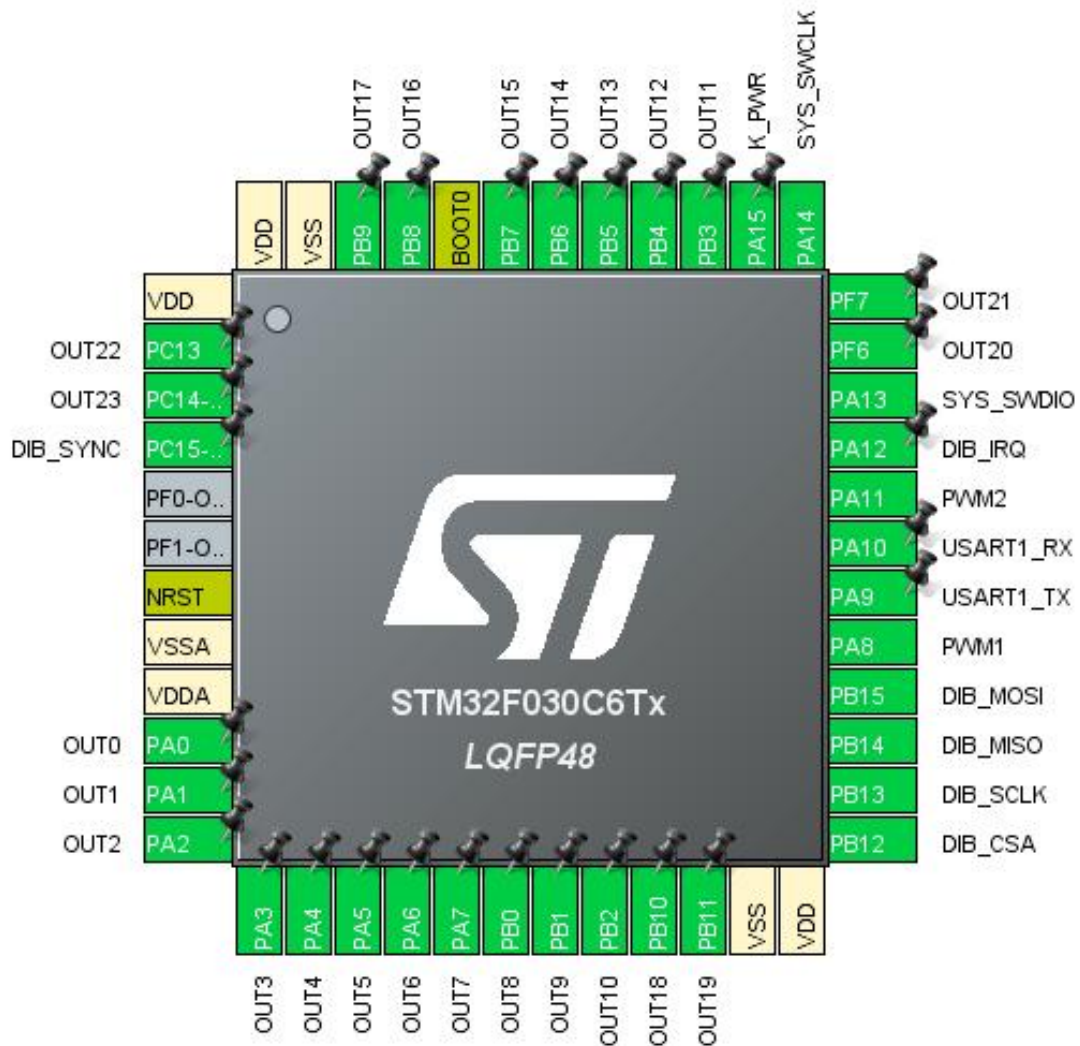 OUT17
OUT16
OUT15
OUT14
OUT13
OUT12
OUT11
K_PWR
SYS_SWCLK
VDD
VSS
PB9
PB8
BOOT0
PB7
PB6
PB5
PB4
PB3
PA15
PA14
VDD
OUT22 PC13
OUT23 PC14-..
DIB_SYNC PC15-..
PF0-O..
PF1-O..
NRST
VSSA
VDDA
OUT0 PA0
OUT1 PA1
OUT2 PA2
PF7 OUT21
PF6 OUT20
PA13 SYS_SWDIO
PA12 DIB_IRQ
PA11 PWM2
PA10 USART1_RX
PA9 USART1_TX
PA8 PWM1
PB15 DIB_MOSI
PB14 DIB_MISO
PB13 DIB_SCLK
PB12 DIB_CSA
ST
STM32F030C6Tx
LQFP48
PA3
PA4
PA5
PA6
PA7
PB0
PB1
PB2
PB10
PB11
VSS
VDD
OUT3
OUT4
OUT5
OUT6
OUT7
OUT8
OUT9
OUT10
OUT18
OUT19